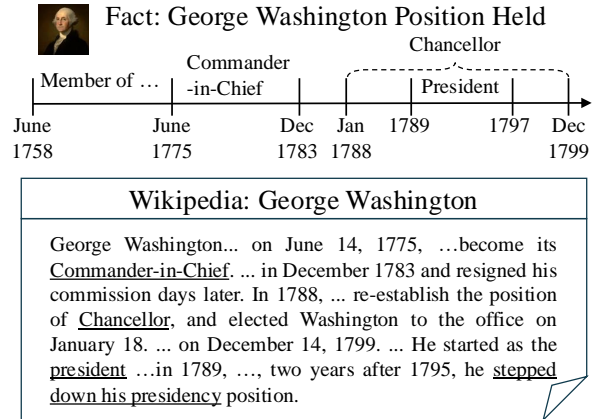 Fact: George Washington Position Held
Chancellor
Commander
-in-Chief
Member of …
President
June
1758
June
1775
Dec
1783
Jan
1788
1789
1797
Dec
1799
Wikipedia: George Washington
George Washington... on June 14, 1775, …become its
Commander-in-Chief. ... in December 1783 and resigned his
commission days later. In 1788, ... re-establish the position
of Chancellor, and elected Washington to the office on
January 18. ... on December 14, 1799. ... He started as the
president …in 1789, …, two years after 1795, he stepped
down his presidency position.